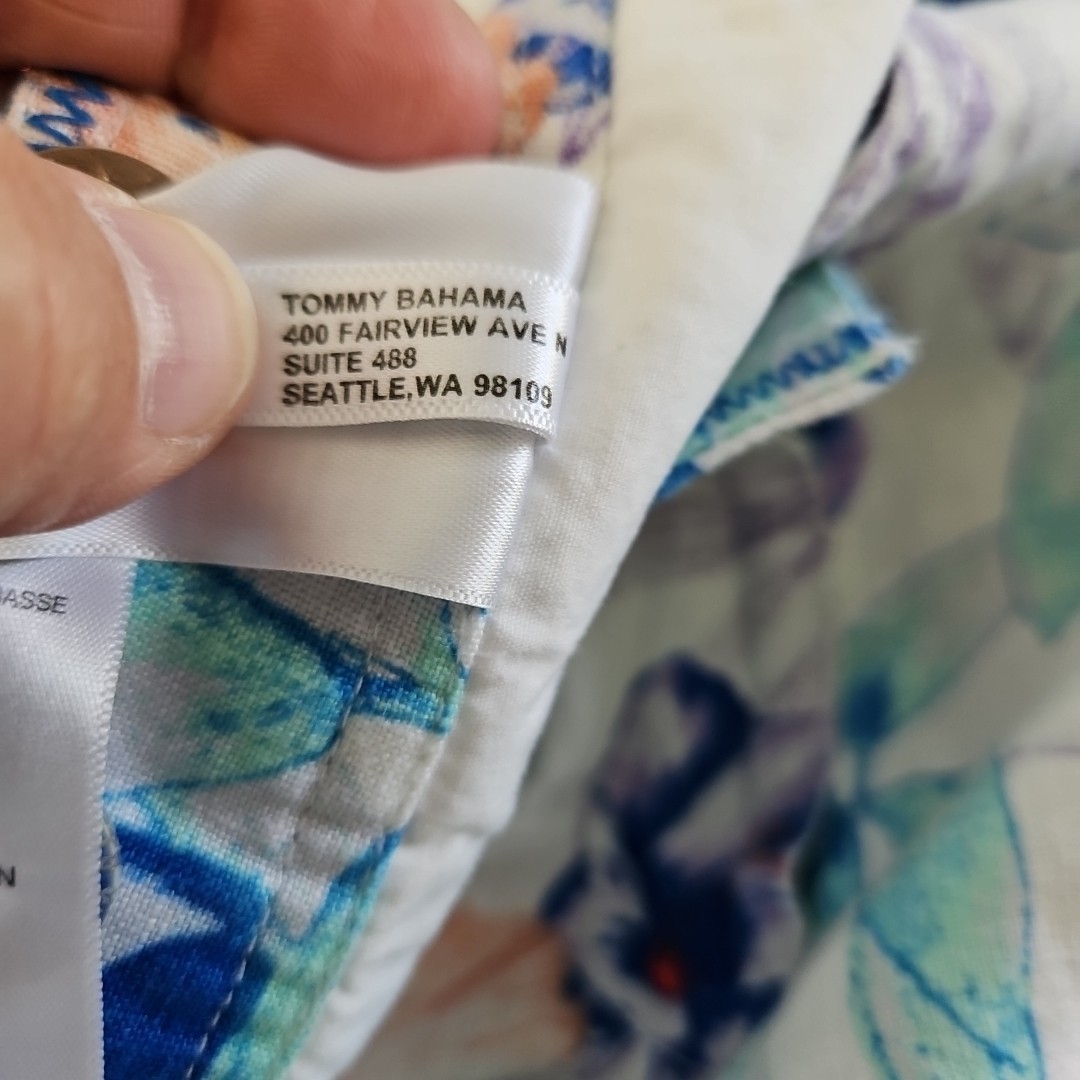 TOMMY BAHAMA
400 FAIRVIEW AVE N
SUITE 488
SEATTLE,WA 98109
N